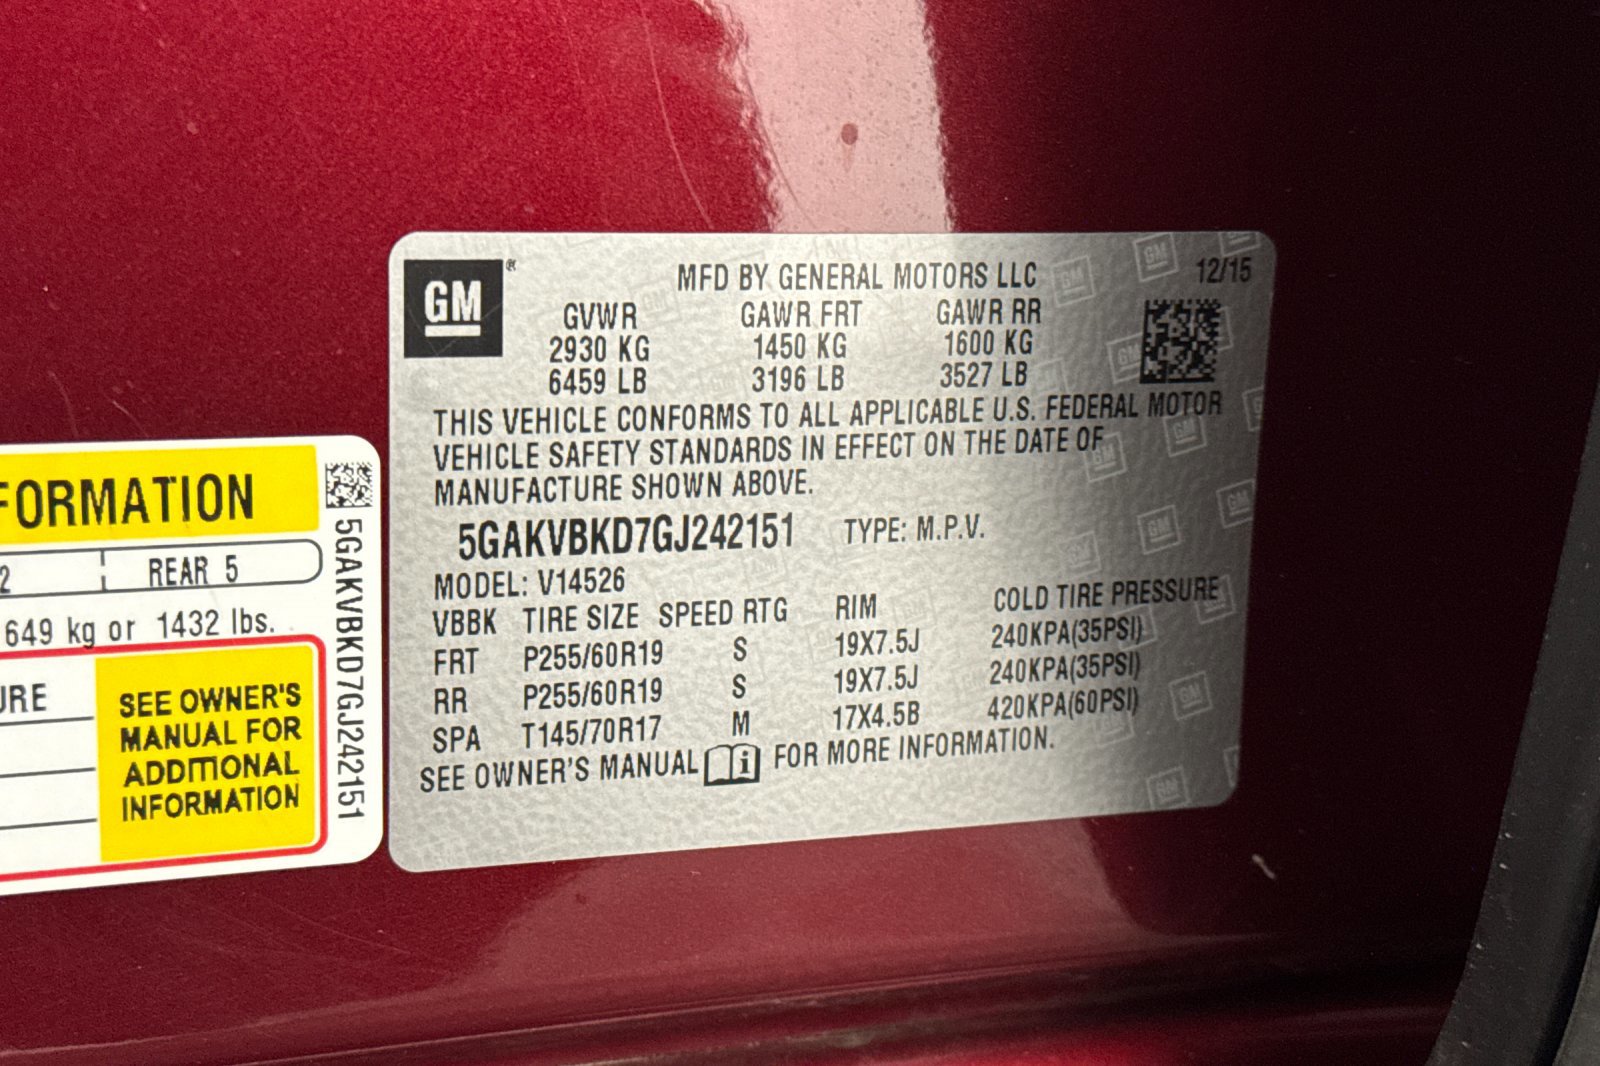 GM®
MFD BY GENERAL MOTORS LLC 12/15
GVWR GAWR FRT GAWR RR
2930 KG 1450 KG 1600 KG
6459 LB 3196 LB 3527 LB
THIS VEHICLE CONFORMS TO ALL APPLICABLE U.S. FEDERAL MOTOR
VEHICLE SAFETY STANDARDS IN EFFECT ON THE DATE OF
MANUFACTURE SHOWN ABOVE.
5GAKVBKD7GJ242151 TYPE: M.P.V.
MODEL: V14526
VBBK TIRE SIZE SPEED RTG RIM COLD TIRE PRESSURE
FRT P255/60R19 S 19X7.5J 240KPA(35PSI)
RR P255/60R19 S 19X7.5J 240KPA(35PSI)
SPA T145/70R17 M 17X4.5B 420KPA(60PSI)
SEE OWNER'S MANUAL i FOR MORE INFORMATION.
FORMATION
2 REAR 5
649 kg or 1432 lbs.
URE
SEE OWNER'S
MANUAL FOR
ADDITIONAL
INFORMATION
5GAKVBKD7GJ242151